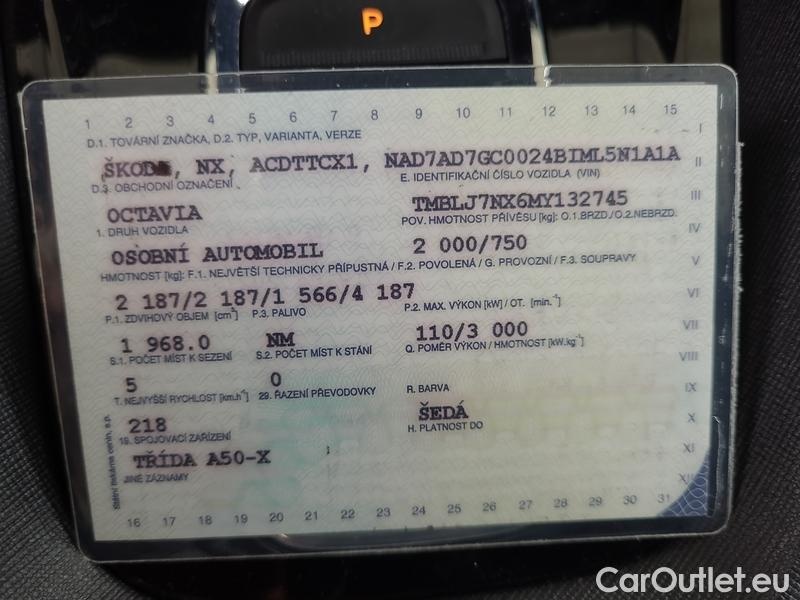 P
1 2 3 4 5 6 7 8 9 10 11 12 13 14 15
D.1. TOVÁRNÍ ZNAČKA, D.2. TYP, VARIANTA, VERZE
I
ŠKODA, NX, ACDTTCX1, NAD7AD7GC0024BIML5N1A1A
II
D.3. OBCHODNÍ OZNAČENÍ E. IDENTIFIKAČNÍ ČÍSLO VOZIDLA (VIN)
OCTAVIA TMBLJ7NX6MY132745
III
1. DRUH VOZIDLA POV. HMOTNOST PŘÍVĚSU [kg]: O.1.BRZD./O.2.NEBRZD.
OSOBNÍ AUTOMOBIL 2 000/750
IV
HMOTNOST [kg]: F.1. NEJVĚTŠÍ TECHNICKY PŘÍPUSTNÁ / F.2. POVOLENÁ / G. PROVOZNÍ / F.3. SOUPRAVY
V
2 187/2 187/1 566/4 187
VI
P.1. ZDVIHOVÝ OBJEM [cm³] P.3. PALIVO P.2. MAX. VÝKON [kW] / OT. [min.⁻¹]
1 968.0 NM 110/3 000
VII
S.1. POČET MÍST K SEZENÍ S.2. POČET MÍST K STÁNÍ Q. POMĚR VÝKON / HMOTNOST [kW.kg⁻¹]
VIII
5 0
T. NEJVYŠŠÍ RYCHLOST [km.h⁻¹] 29. ŘAZENÍ PŘEVODOVKY R. BARVA
IX
218 ŠEDÁ
X
19. SPOJOVACÍ ZAŘÍZENÍ H. PLATNOST DO
TŘÍDA A50-X
XI
JINÉ ZÁZNAMY
XII
16 17 18 19 20 21 22 23 24 25 26 27 28 29 30 31
Státní tiskárna cenin, s.p.
CarOutlet.eu